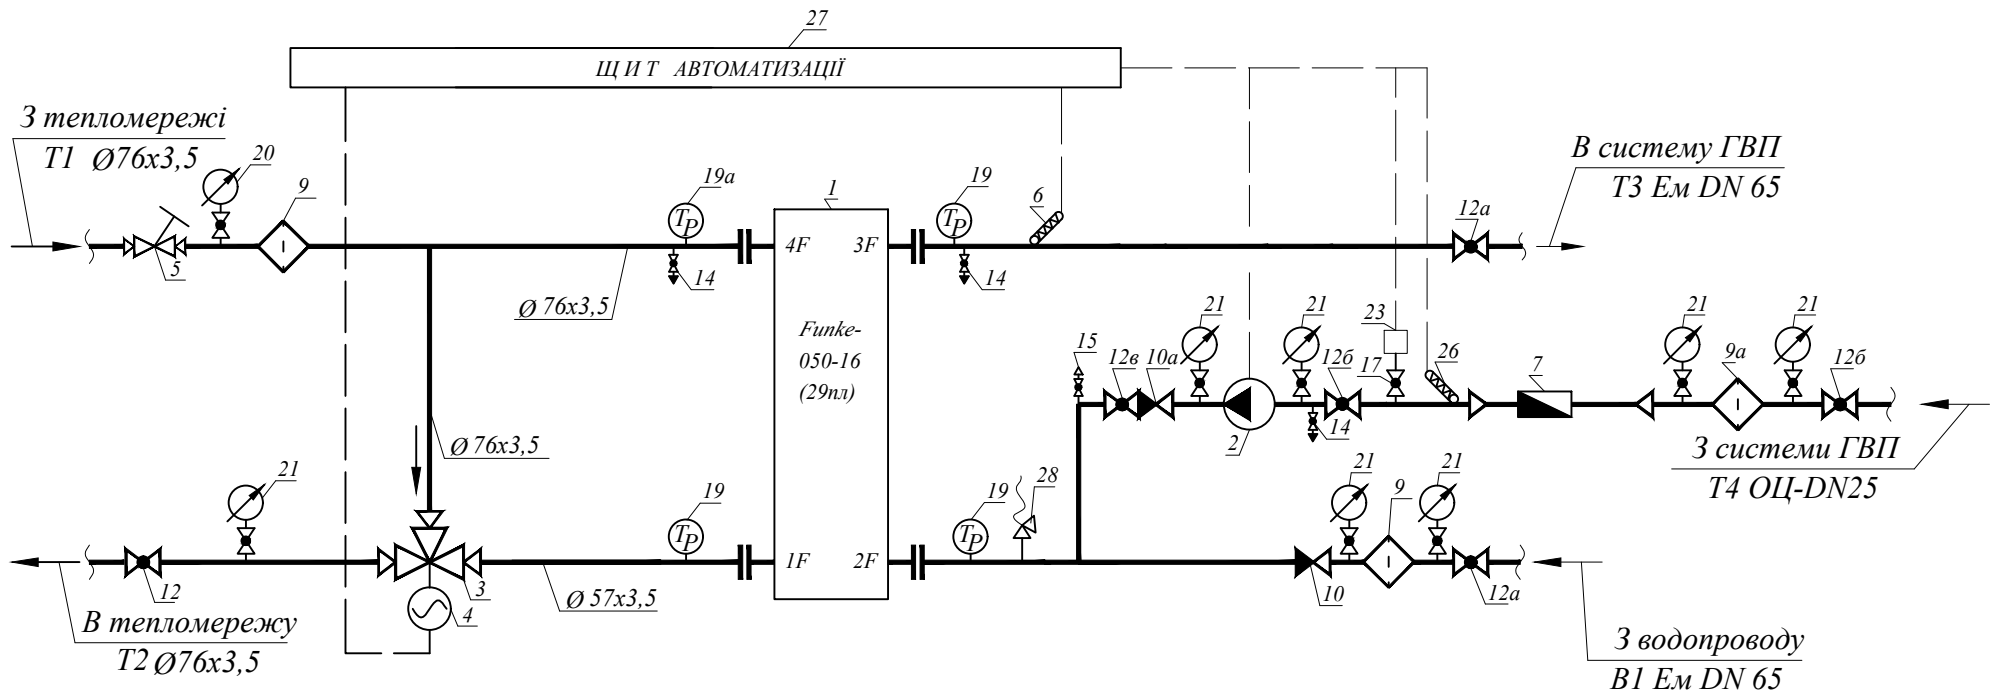 27
Щ И Т АВТОМАТИЗАЦІЇ
З тепломережі
Т1 Ø76х3,5
20
9
5
19а
14
Ø 76х3,5
1
4F
3F
19
14
6
12а
В систему ГВП
Т3 Ем DN 65
Funke-
050-16
(29пл)
Ø 76х3,5
15
12в
10а
21
2
21
14
12б
23
17
26
7
21
9а
21
12б
З системи ГВП
Т4 ОЦ-DN25
21
12
В тепломережу
Т2 Ø76х3,5
3
4
Ø 57х3,5
19
ТР
ТР
ТР
ТР
1F
2F
19
28
10
21
9
21
12а
З водопроводу
В1 Ем DN 65